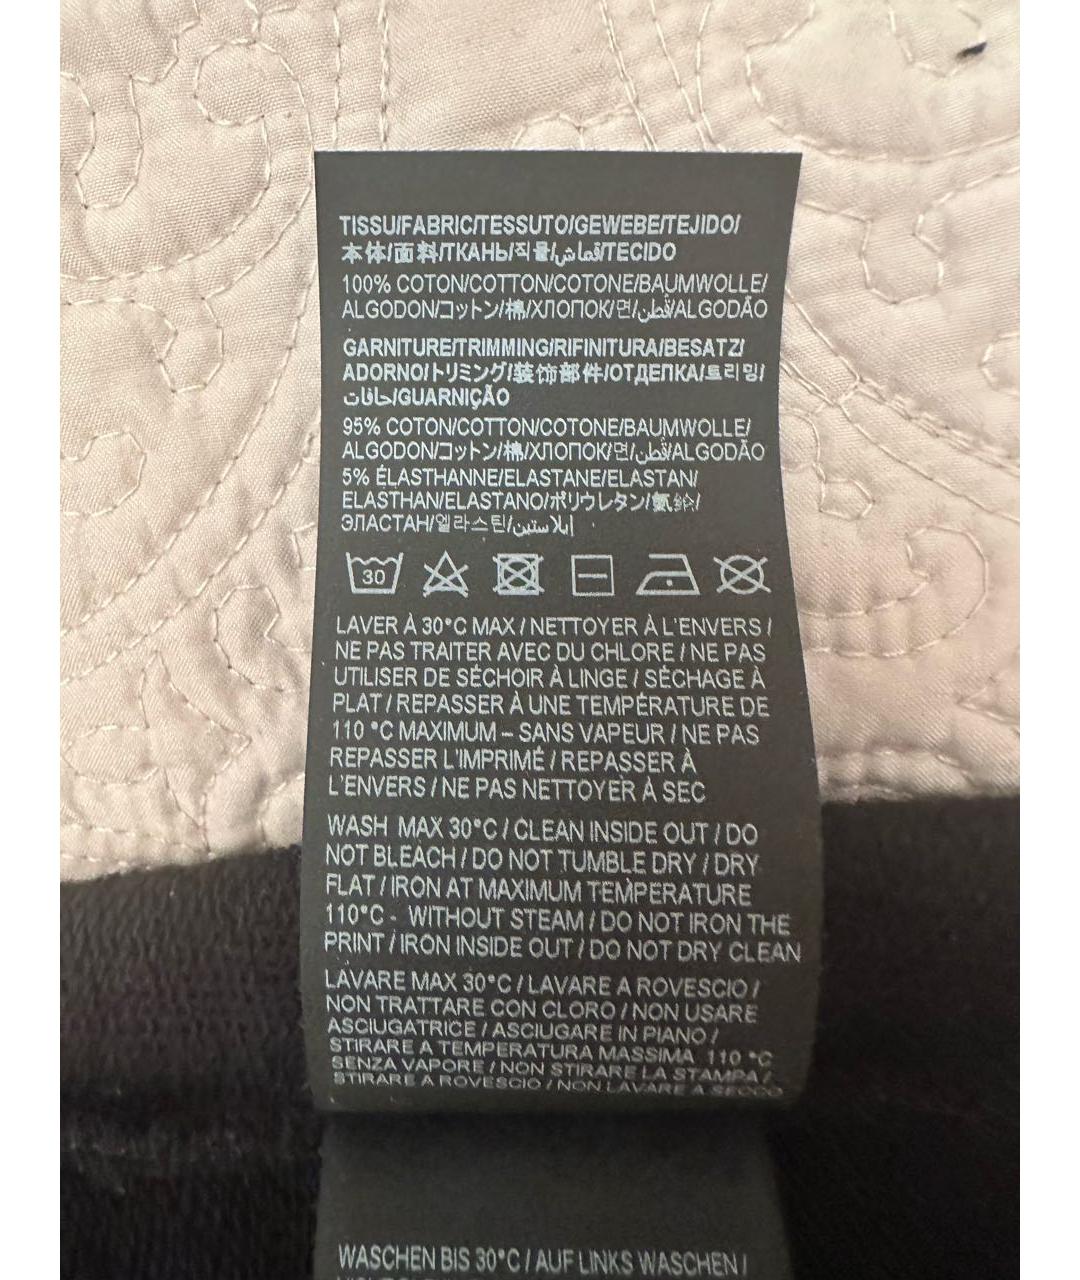 TISSU/FABRIC/TESSUTO/GEWEBE/TEJIDO/
本体/面料/ТКАНЬ/직물/قماش/TECIDO
100% COTON/COTTON/COTONE/BAUMWOLLE/
ALGODON/コットン/棉/ХЛОПОК/면/قطن/ALGODÃO
GARNITURE/TRIMMING/RIFINITURA/BESATZ/
ADORNO/トリミング/装饰部件/ОТДЕПКА/트리밍/
حافات/GUARNIÇÃO
95% COTON/COTTON/COTONE/BAUMWOLLE/
ALGODON/コットン/棉/ХЛОПОК/면/قطن/ALGODÃO
5% ÉLASTHANNE/ELASTANE/ELASTAN/
ELASTHAN/ELASTANO/ポリウレタン/氨纶/
ЭЛАСТАН/엘라스틴/إيلاستين
30
LAVER À 30°C MAX / NETTOYER À L'ENVERS /
NE PAS TRAITER AVEC DU CHLORE / NE PAS
UTILISER DE SÉCHOIR À LINGE / SÉCHAGE À
PLAT / REPASSER À UNE TEMPÉRATURE DE
110 °C MAXIMUM – SANS VAPEUR / NE PAS
REPASSER L'IMPRIMÉ / REPASSER À
L'ENVERS / NE PAS NETTOYER À SEC
WASH MAX 30°C / CLEAN INSIDE OUT / DO
NOT BLEACH / DO NOT TUMBLE DRY / DRY
FLAT / IRON AT MAXIMUM TEMPERATURE
110°C - WITHOUT STEAM / DO NOT IRON THE
PRINT / IRON INSIDE OUT / DO NOT DRY CLEAN
LAVARE MAX 30°C / LAVARE A ROVESCIO /
NON TRATTARE CON CLORO / NON USARE
ASCIUGATRICE / ASCIUGARE IN PIANO /
STIRARE A TEMPERATURA MASSIMA 110 °C
SENZA VAPORE / NON STIRARE LA STAMPA /
STIRARE A ROVESCIO / NON LAVARE A SECCO
WASCHEN BIS 30°C / AUF LINKS WASCHEN /